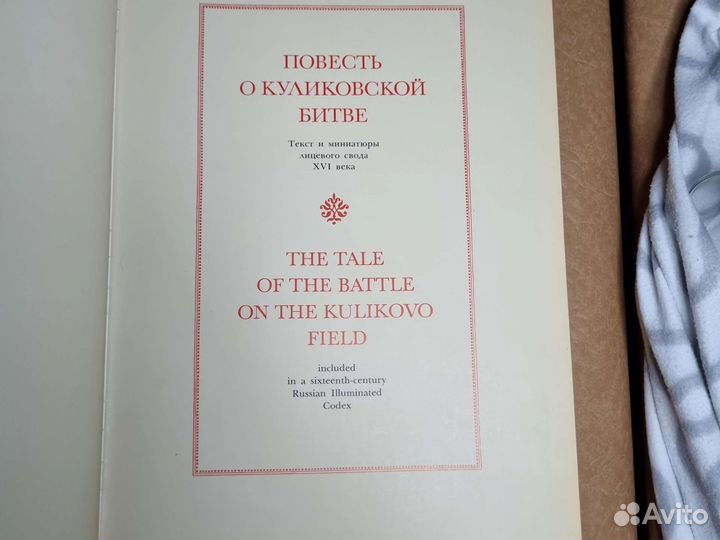 ПОВЕСТЬ
О КУЛИКОВСКОЙ
БИТВЕ
Текст и миниатюры
лицевого свода
XVI века
THE TALE
OF THE BATTLE
ON THE KULIKOVO
FIELD
included
in a sixteenth-century
Russian Illuminated
Codex
Avito